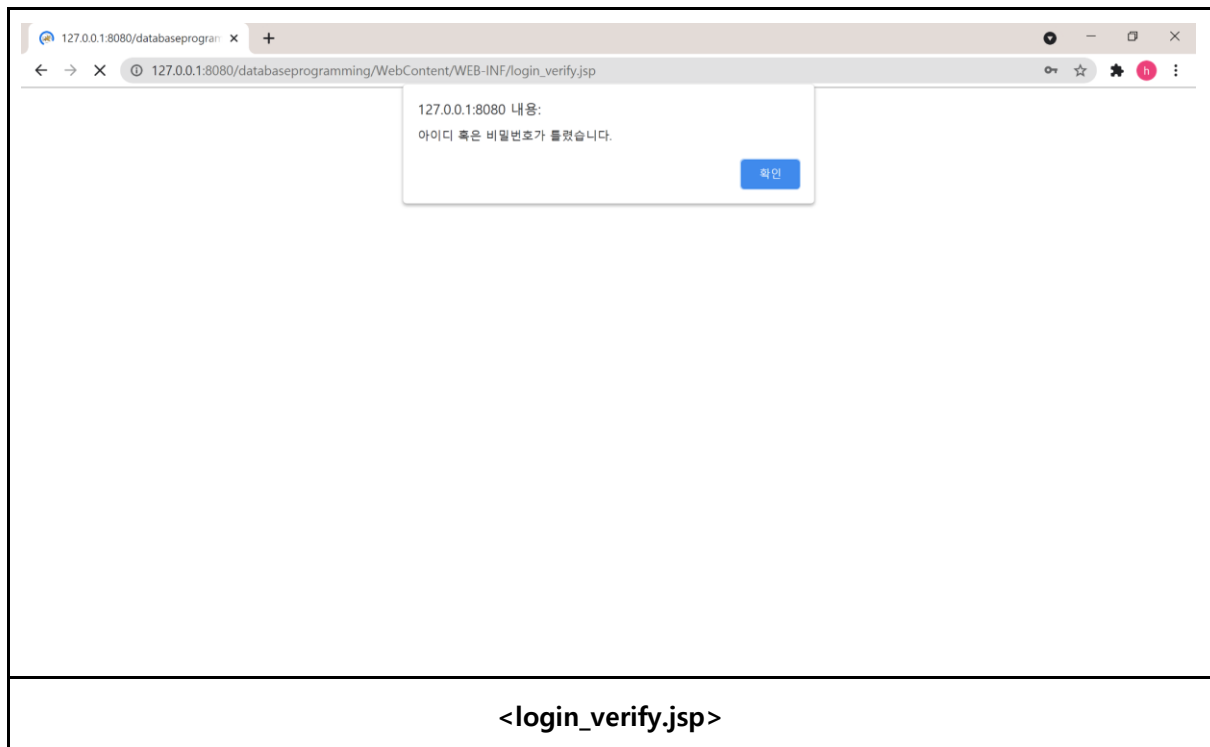 127.0.0.1:8080/databaseprogram
127.0.0.1:8080/databaseprogramming/WebContent/WEB-INF/login_verify.jsp
h
127.0.0.1:8080 내용:
아이디 혹은 비밀번호가 틀렸습니다.
확인
<login_verify.jsp>